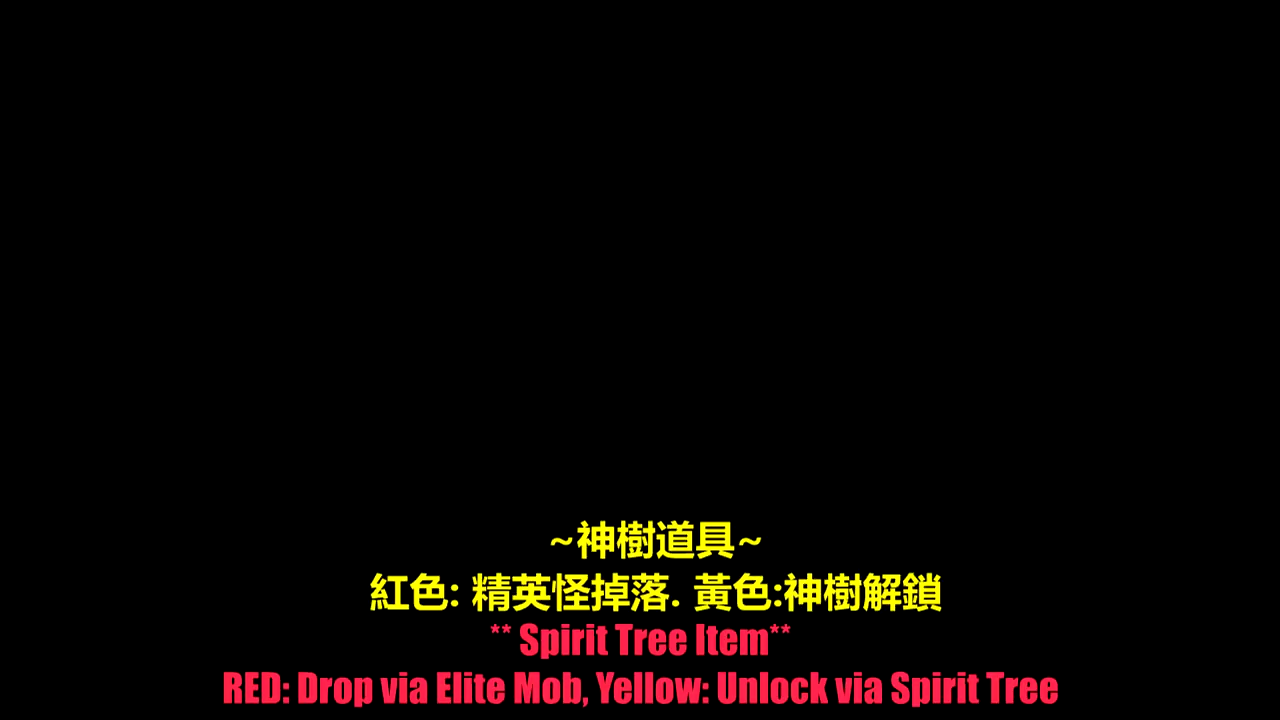 ~神樹道具~
紅色: 精英怪掉落. 黃色:神樹解鎖
** Spirit Tree Item**
RED: Drop via Elite Mob, Yellow: Unlock via Spirit Tree